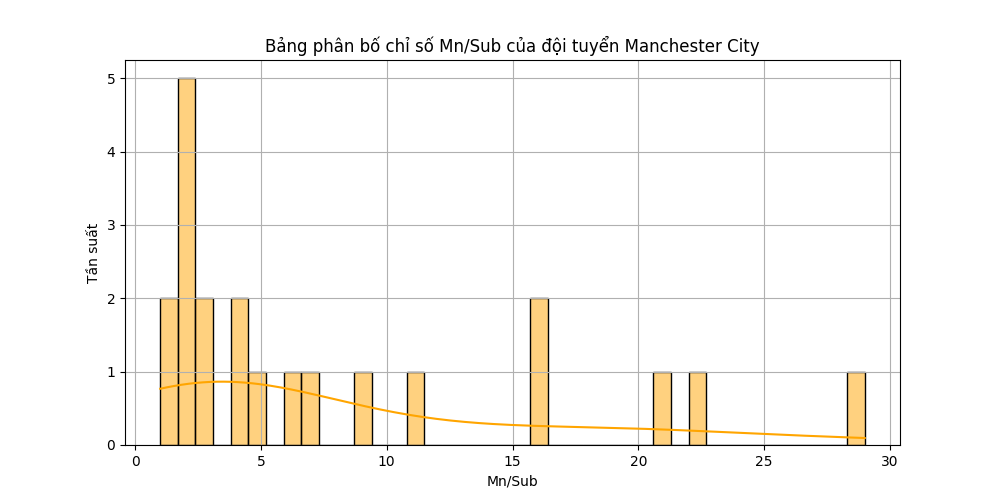 Bảng phân bố chỉ số Mn/Sub của đội tuyển Manchester City
Tần suất
5
4
3
2
1
0
0 5 10 15 20 25 30
Mn/Sub